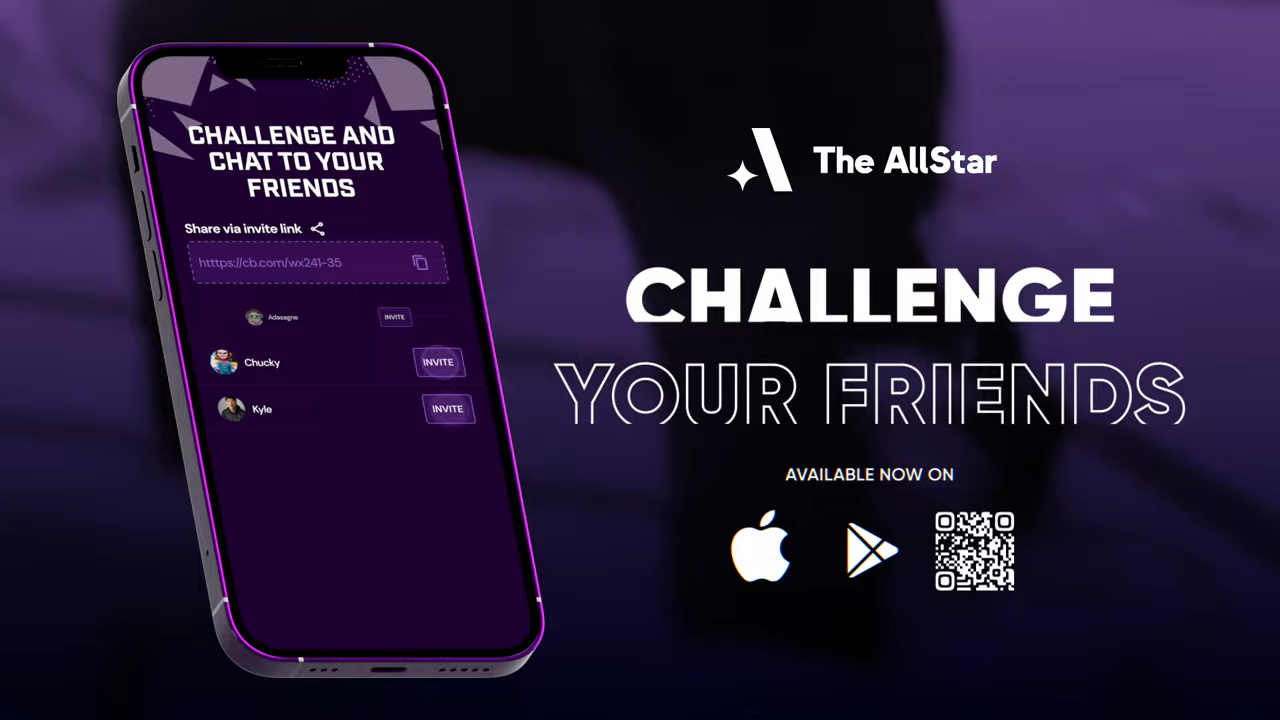 CHALLENGE AND
CHAT TO YOUR
FRIENDS
Share via invite link
htttps://cb.com/wx241-35
Adasagne
INVITE
Chucky
INVITE
Kyle
INVITE
The AllStar
CHALLENGE
YOUR FRIENDS
AVAILABLE NOW ON